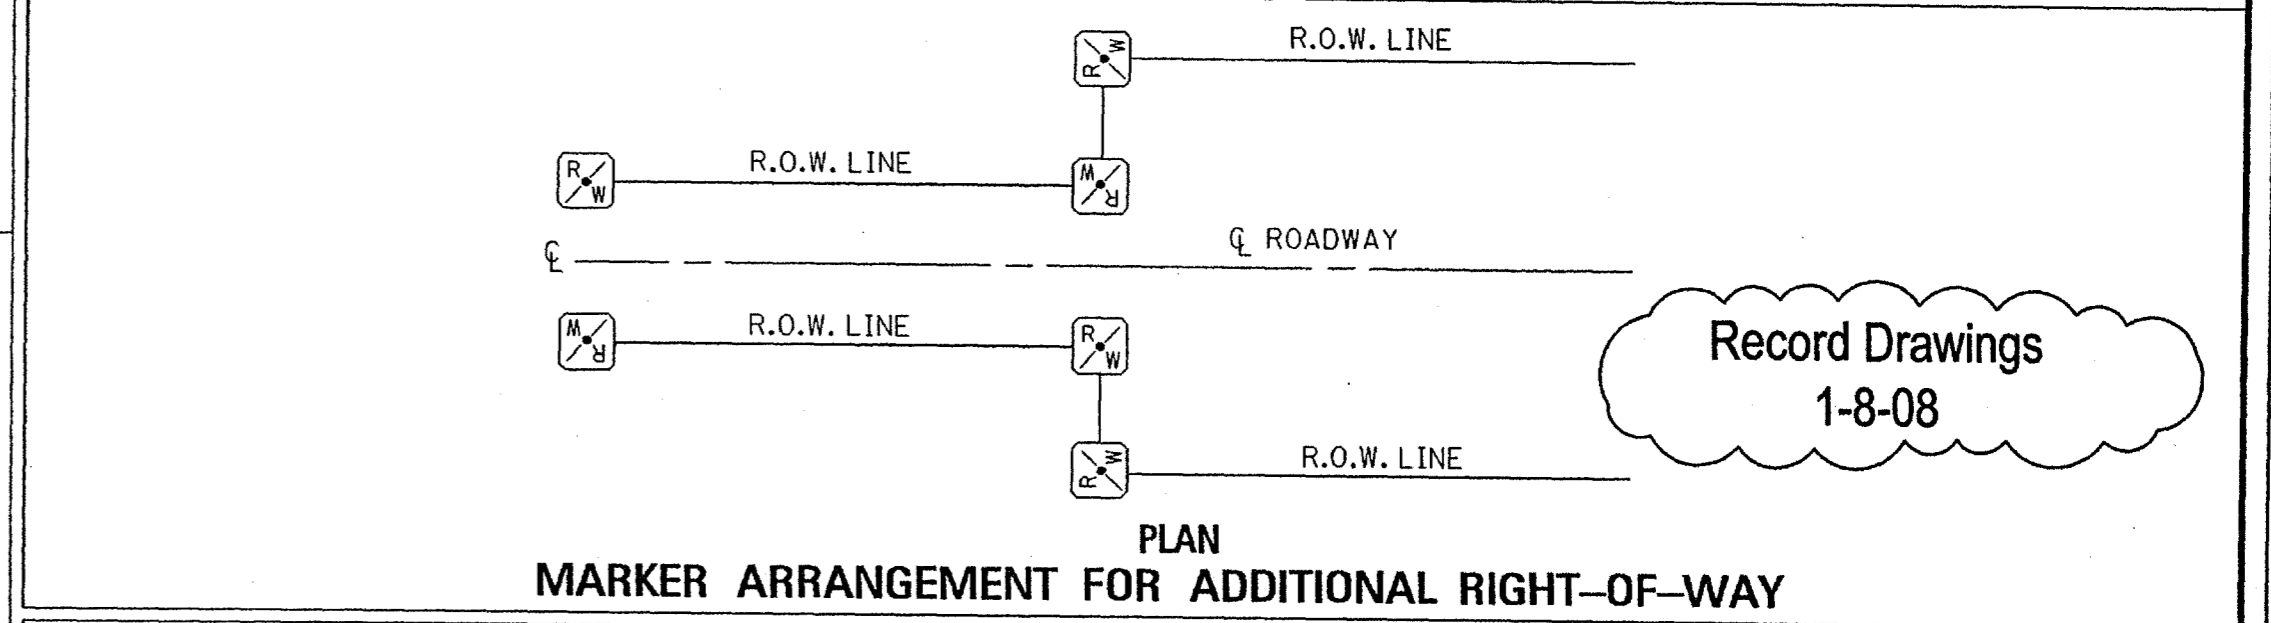 R W R.O.W. LINE
R W R.O.W. LINE W R
℄ ℄ ROADWAY
W R R.O.W. LINE R W
R W R.O.W. LINE
Record Drawings
1-8-08
PLAN
MARKER ARRANGEMENT FOR ADDITIONAL RIGHT-OF-WAY